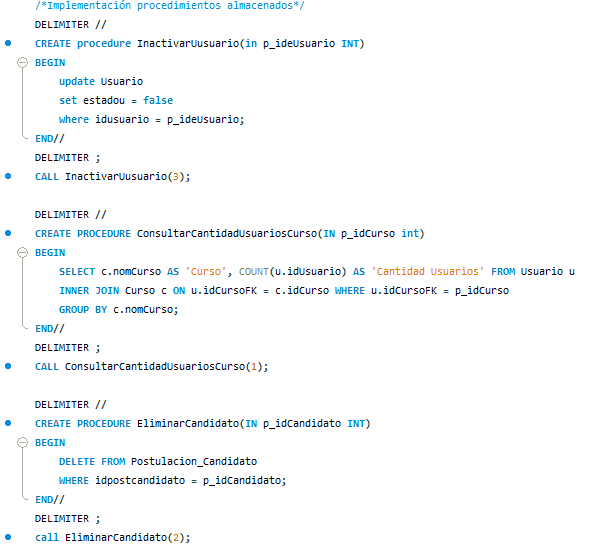 /*Implementación procedimientos almacenados*/
DELIMITER //
CREATE procedure InactivarUusuario(in p_ideUsuario INT)
BEGIN
update Usuario
set estadou = false
where idusuario = p_ideUsuario;
END//
DELIMITER ;
CALL InactivarUusuario(3);
DELIMITER //
CREATE PROCEDURE ConsultarCantidadUsuariosCurso(IN p_idCurso int)
BEGIN
SELECT c.nomCurso AS 'Curso', COUNT(u.idUsuario) AS 'Cantidad Usuarios' FROM Usuario u
INNER JOIN Curso c ON u.idCursoFK = c.idCurso WHERE u.idCursoFK = p_idCurso
GROUP BY c.nomCurso;
END//
DELIMITER ;
CALL ConsultarCantidadUsuariosCurso(1);
DELIMITER //
CREATE PROCEDURE EliminarCandidato(IN p_idCandidato INT)
BEGIN
DELETE FROM Postulacion_Candidato
WHERE idpostcandidato = p_idCandidato;
END//
DELIMITER ;
call EliminarCandidato(2);